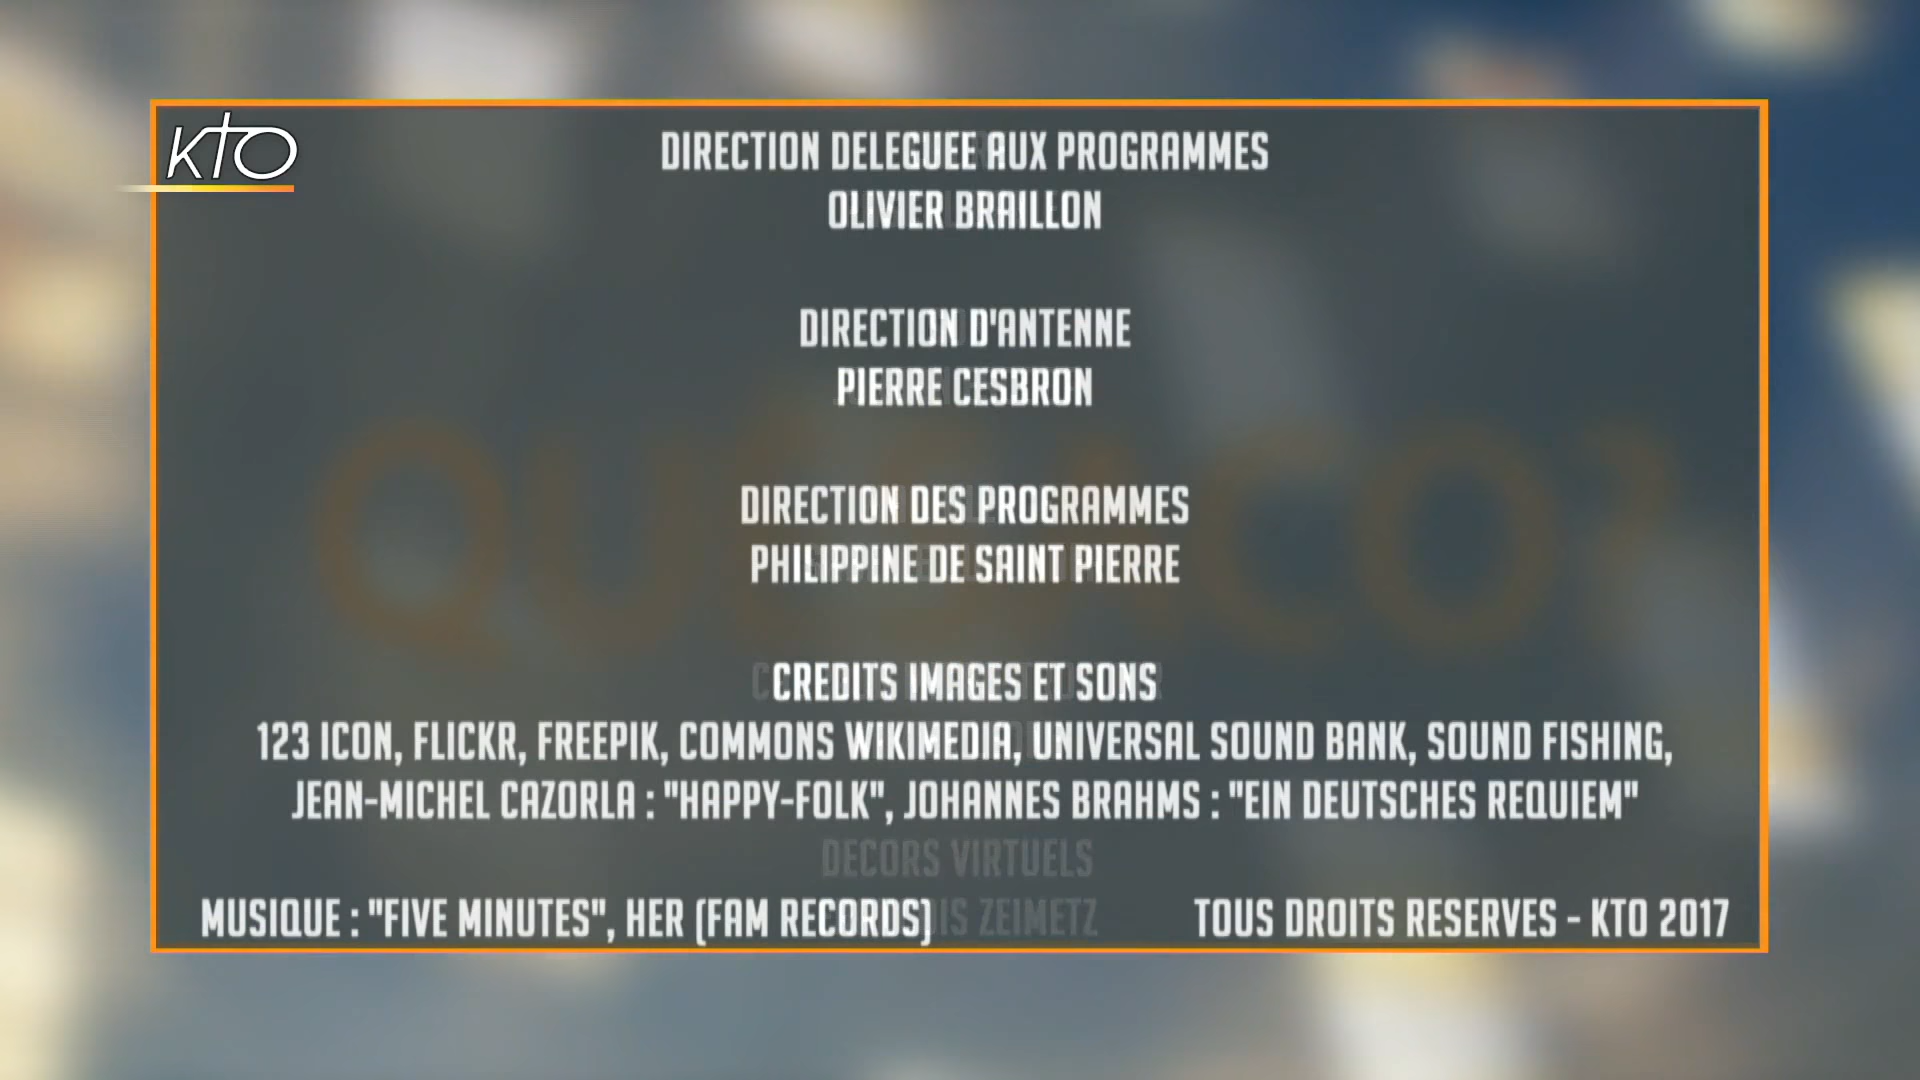 KTO
DIRECTION DELEGUEE AUX PROGRAMMES
OLIVIER BRAILLON
DIRECTION D'ANTENNE
PIERRE CESBRON
DIRECTION DES PROGRAMMES
PHILIPPINE DE SAINT PIERRE
CREDITS IMAGES ET SONS
123 ICON, FLICKR, FREEPIK, COMMONS WIKIMEDIA, UNIVERSAL SOUND BANK, SOUND FISHING,
JEAN-MICHEL CAZORLA : "HAPPY-FOLK", JOHANNES BRAHMS : "EIN DEUTSCHES REQUIEM"
DECORS VIRTUELS
ZEIMETZ
MUSIQUE : "FIVE MINUTES", HER (FAM RECORDS)
TOUS DROITS RESERVES - KTO 2017